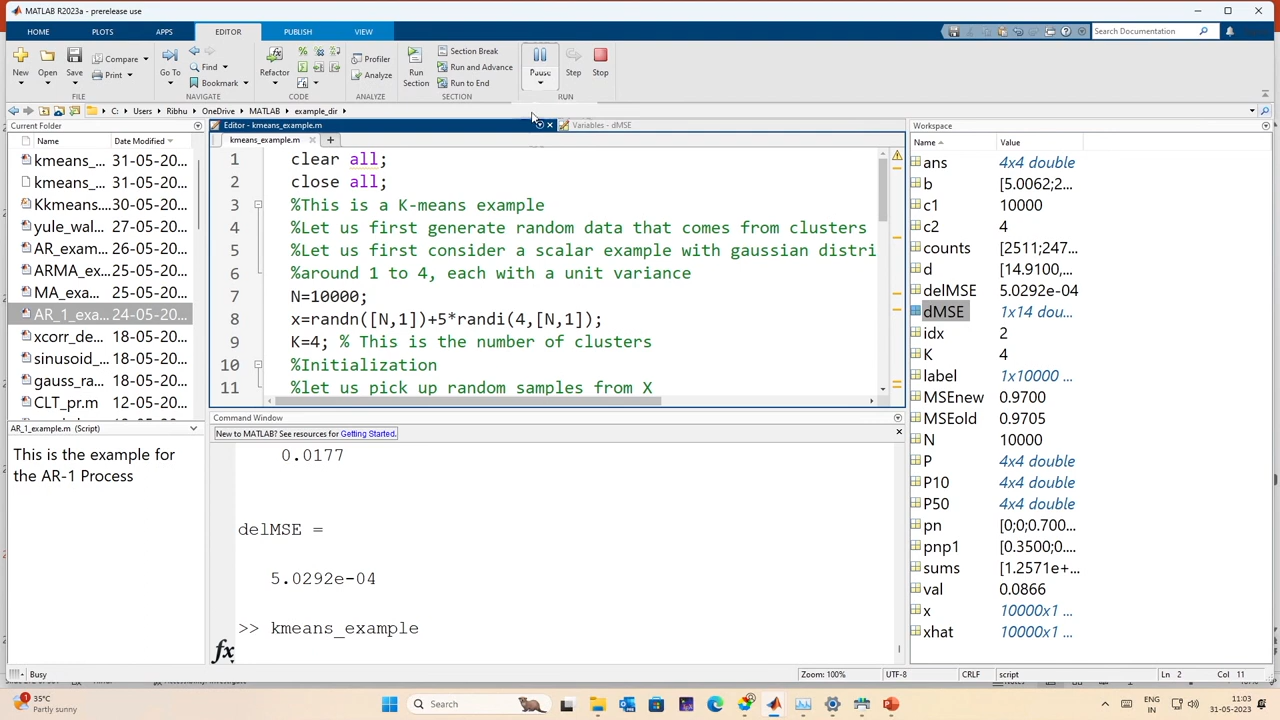 MATLAB R2023a - prerelease use
HOME PLOTS APPS EDITOR PUBLISH VIEW
Search Documentation
New Open Save Compare Print Go To Find Bookmark Refactor Profiler Analyze Run Section Section Break Run and Advance Run to End Pause Step Stop
FILE NAVIGATE CODE ANALYZE SECTION RUN
C: Users Ribhu OneDrive MATLAB example_dir
Current Folder
Name Date Modified
kmeans_... 31-05-20...
kmeans_... 31-05-20...
Kkmeans... 30-05-20...
yule_wal... 27-05-20...
AR_exam... 26-05-20...
ARMA_ex... 25-05-20...
MA_exa... 25-05-20...
AR_1_exa... 24-05-20...
xcorr_de... 18-05-20...
sinusoid_... 18-05-20...
gauss_ra... 18-05-20...
CLT_pr.m 12-05-20...
AR_1_example.m (Script)
This is the example for
the AR-1 Process
Editor - kmeans_example.m
Variables - dMSE
kmeans_example.m
1 clear all;
2 close all;
3 %This is a K-means example
4 %Let us first generate random data that comes from clusters
5 %Let us first consider a scalar example with gaussian distri
6 %around 1 to 4, each with a unit variance
7 N=10000;
8 x=randn([N,1])+5*randi(4,[N,1]);
9 K=4; % This is the number of clusters
10 %Initialization
11 %let us pick up random samples from X
Command Window
New to MATLAB? See resources for Getting Started.
0.0177
delMSE =
5.0292e-04
>> kmeans_example
fx
Workspace
Name Value
ans 4x4 double
b [5.0062;2...
c1 10000
c2 4
counts [2511;247...
d [14.9100,...
delMSE 5.0292e-04
dMSE 1x14 dou...
idx 2
K 4
label 1x10000 ...
MSEnew 0.9700
MSEold 0.9705
N 10000
P 4x4 double
P10 4x4 double
P50 4x4 double
pn [0;0;0.700...
pnp1 [0.3500;0....
sums [1.2571e+...
val 0.0866
x 10000x1 ...
xhat 10000x1 ...
Busy
Zoom: 100% UTF-8 CRLF script Ln 2 Col 11
35°C
Partly sunny
1
Search
ENG
IN
11:03
31-05-2023